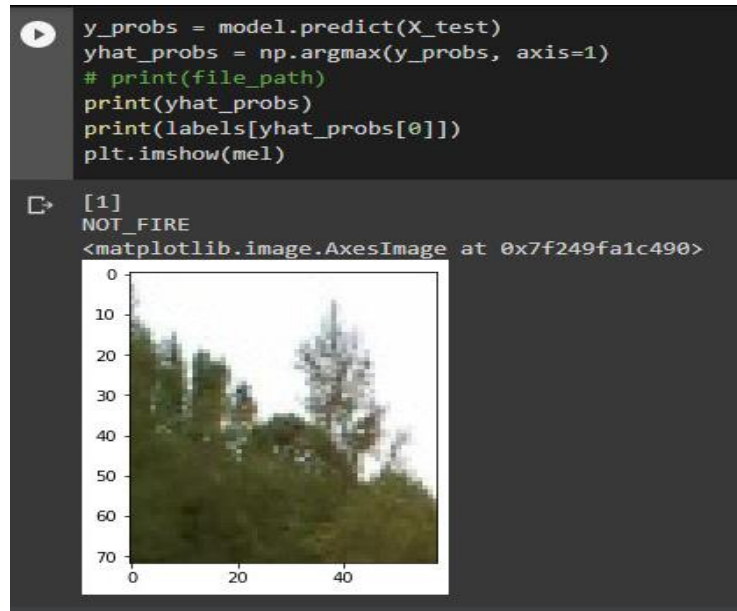 y_probs = model.predict(X_test)
yhat_probs = np.argmax(y_probs, axis=1)
# print(file_path)
print(yhat_probs)
print(labels[yhat_probs[0]])
plt.imshow(mel)
[1]
NOT_FIRE
<matplotlib.image.AxesImage at 0x7f249fa1c490>
0
10
20
30
40
50
60
70
0 20 40